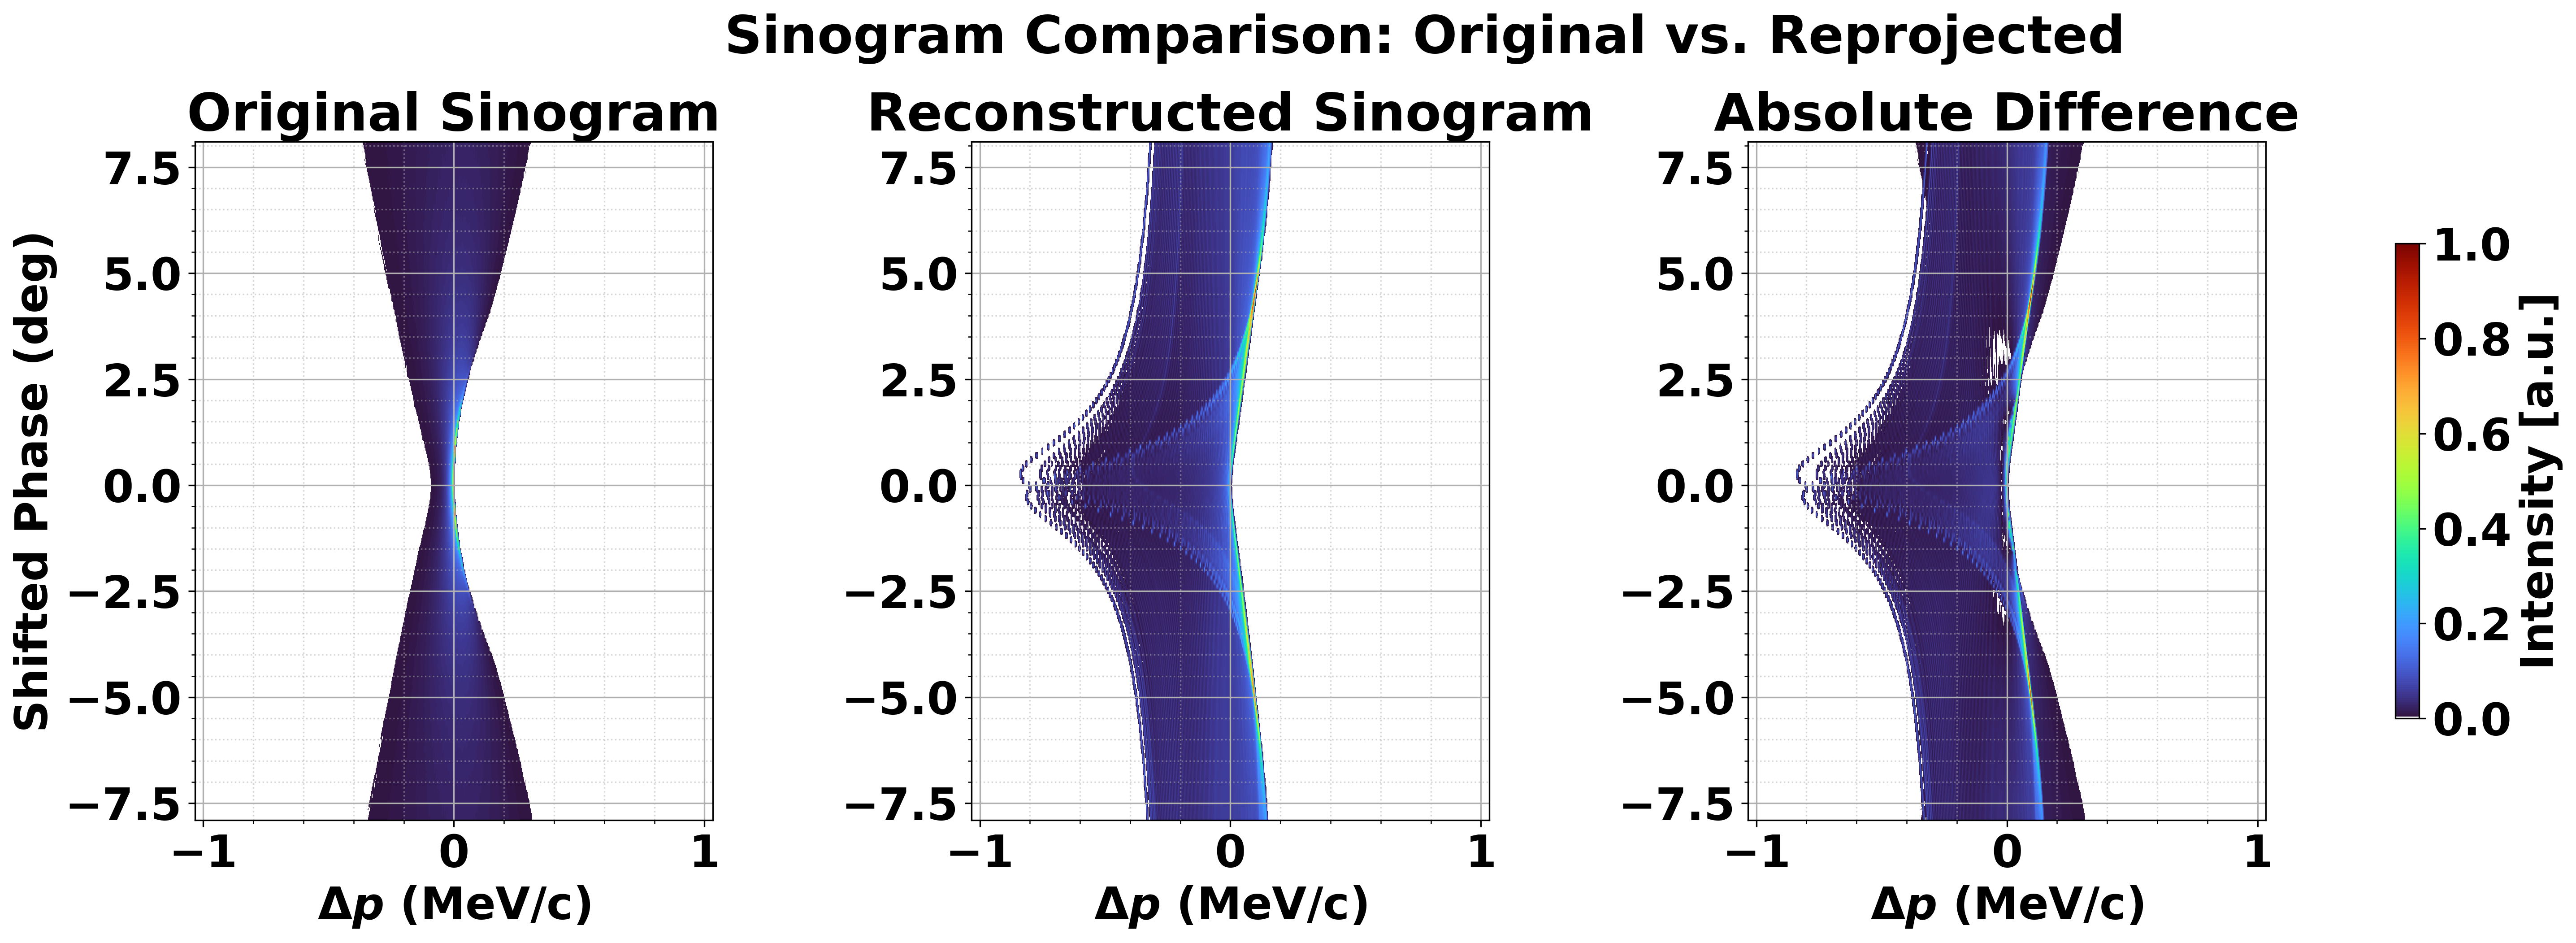 Sinogram Comparison: Original vs. Reprojected
Original Sinogram
Shifted Phase (deg)
7.5
5.0
2.5
0.0
−2.5
−5.0
−7.5
−1 0 1
Δp (MeV/c)
Reconstructed Sinogram
7.5
5.0
2.5
0.0
−2.5
−5.0
−7.5
−1 0 1
Δp (MeV/c)
Absolute Difference
7.5
5.0
2.5
0.0
−2.5
−5.0
−7.5
−1 0 1
Δp (MeV/c)
1.0
0.8
0.6
0.4
0.2
0.0
Intensity [a.u.]